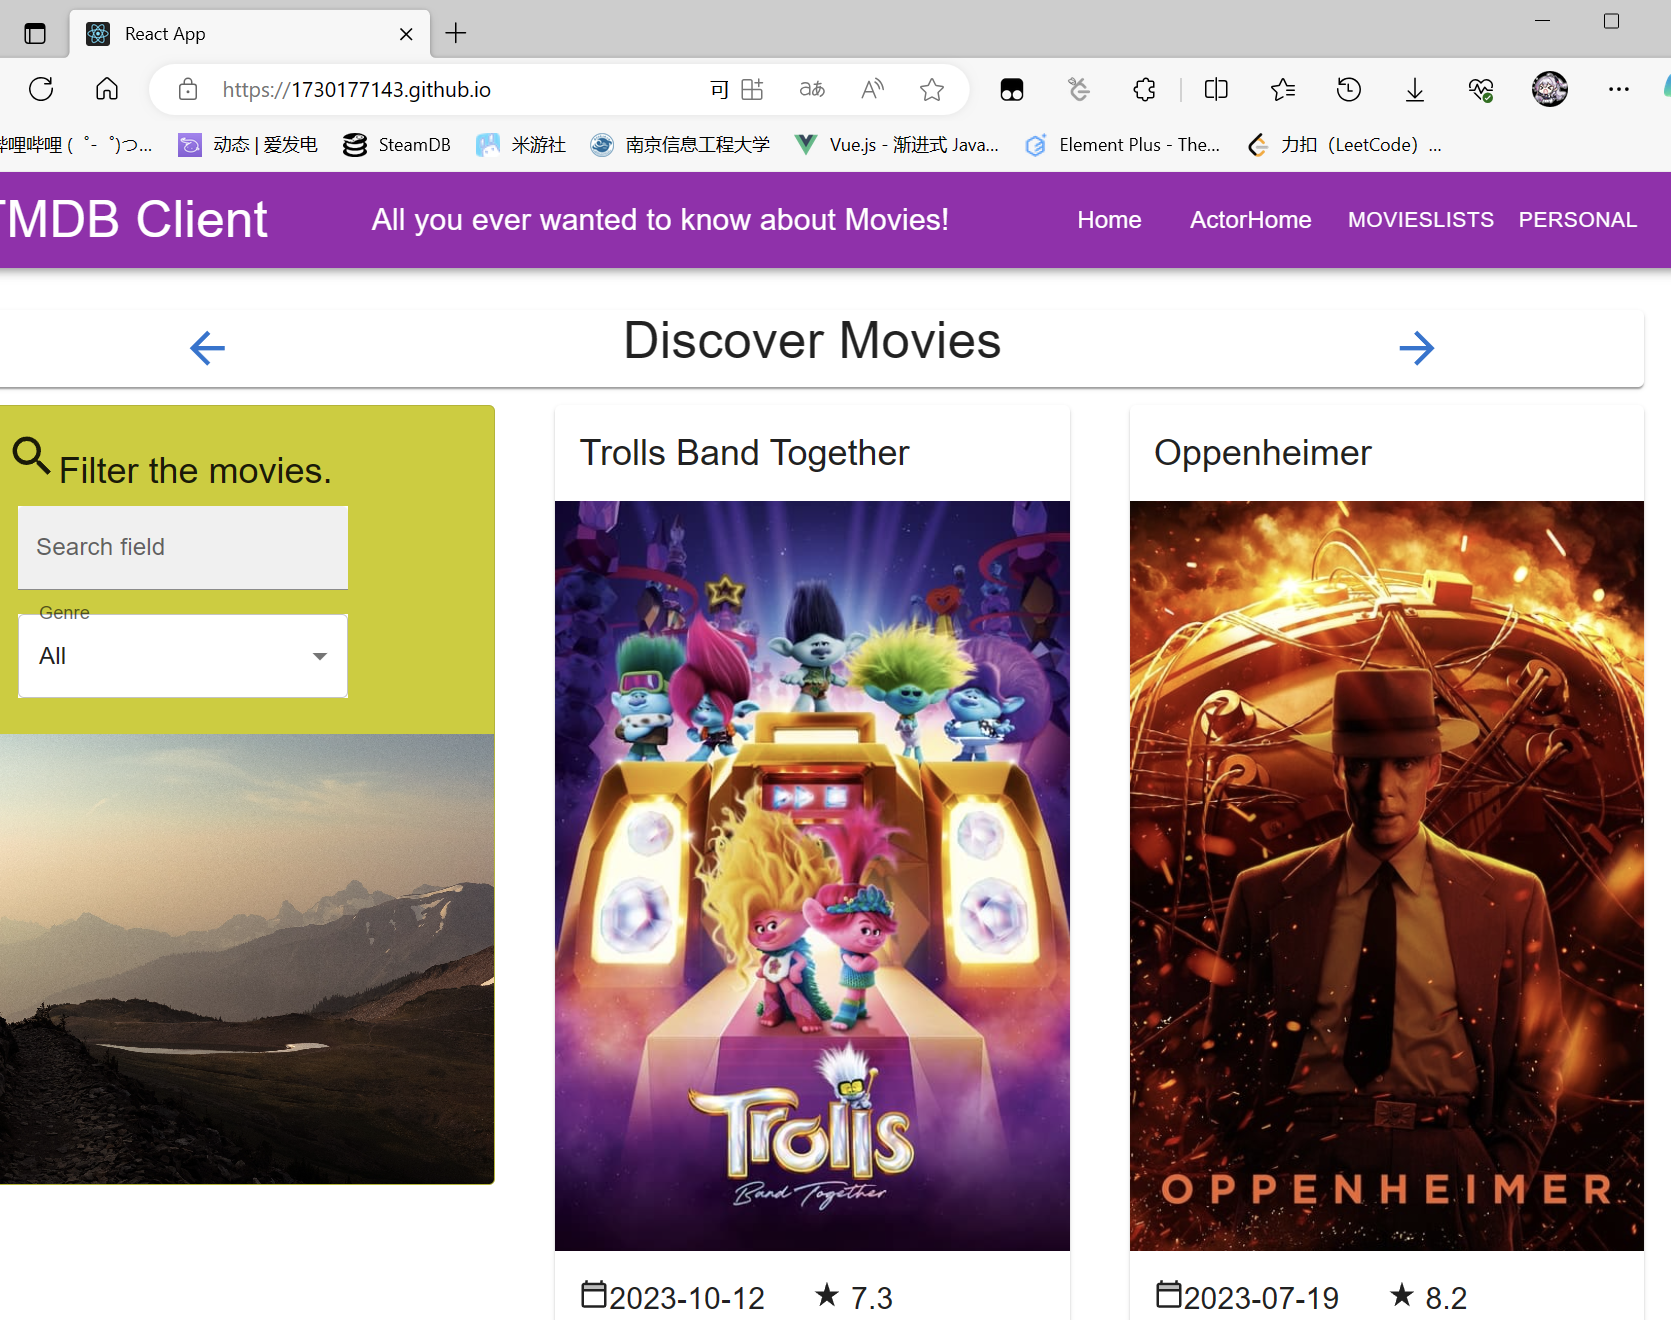 React App
https://1730177143.github.io
可
aあ
哔哩哔哩 (゜-゜)つ...
动态 | 爱发电
SteamDB
米游社
南京信息工程大学
Vue.js - 渐进式 Java...
Element Plus - The...
力扣（LeetCode）...
TMDB Client
All you ever wanted to know about Movies!
Home
ActorHome
MOVIESLISTS
PERSONAL
Discover Movies
Filter the movies.
Search field
Genre
All
Trolls Band Together
Trolls
Band Together
2023-10-12
★ 7.3
Oppenheimer
OPPENHEIMER
2023-07-19
★ 8.2